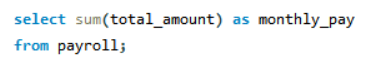 select sum(total_amount) as monthly_pay
from payroll;